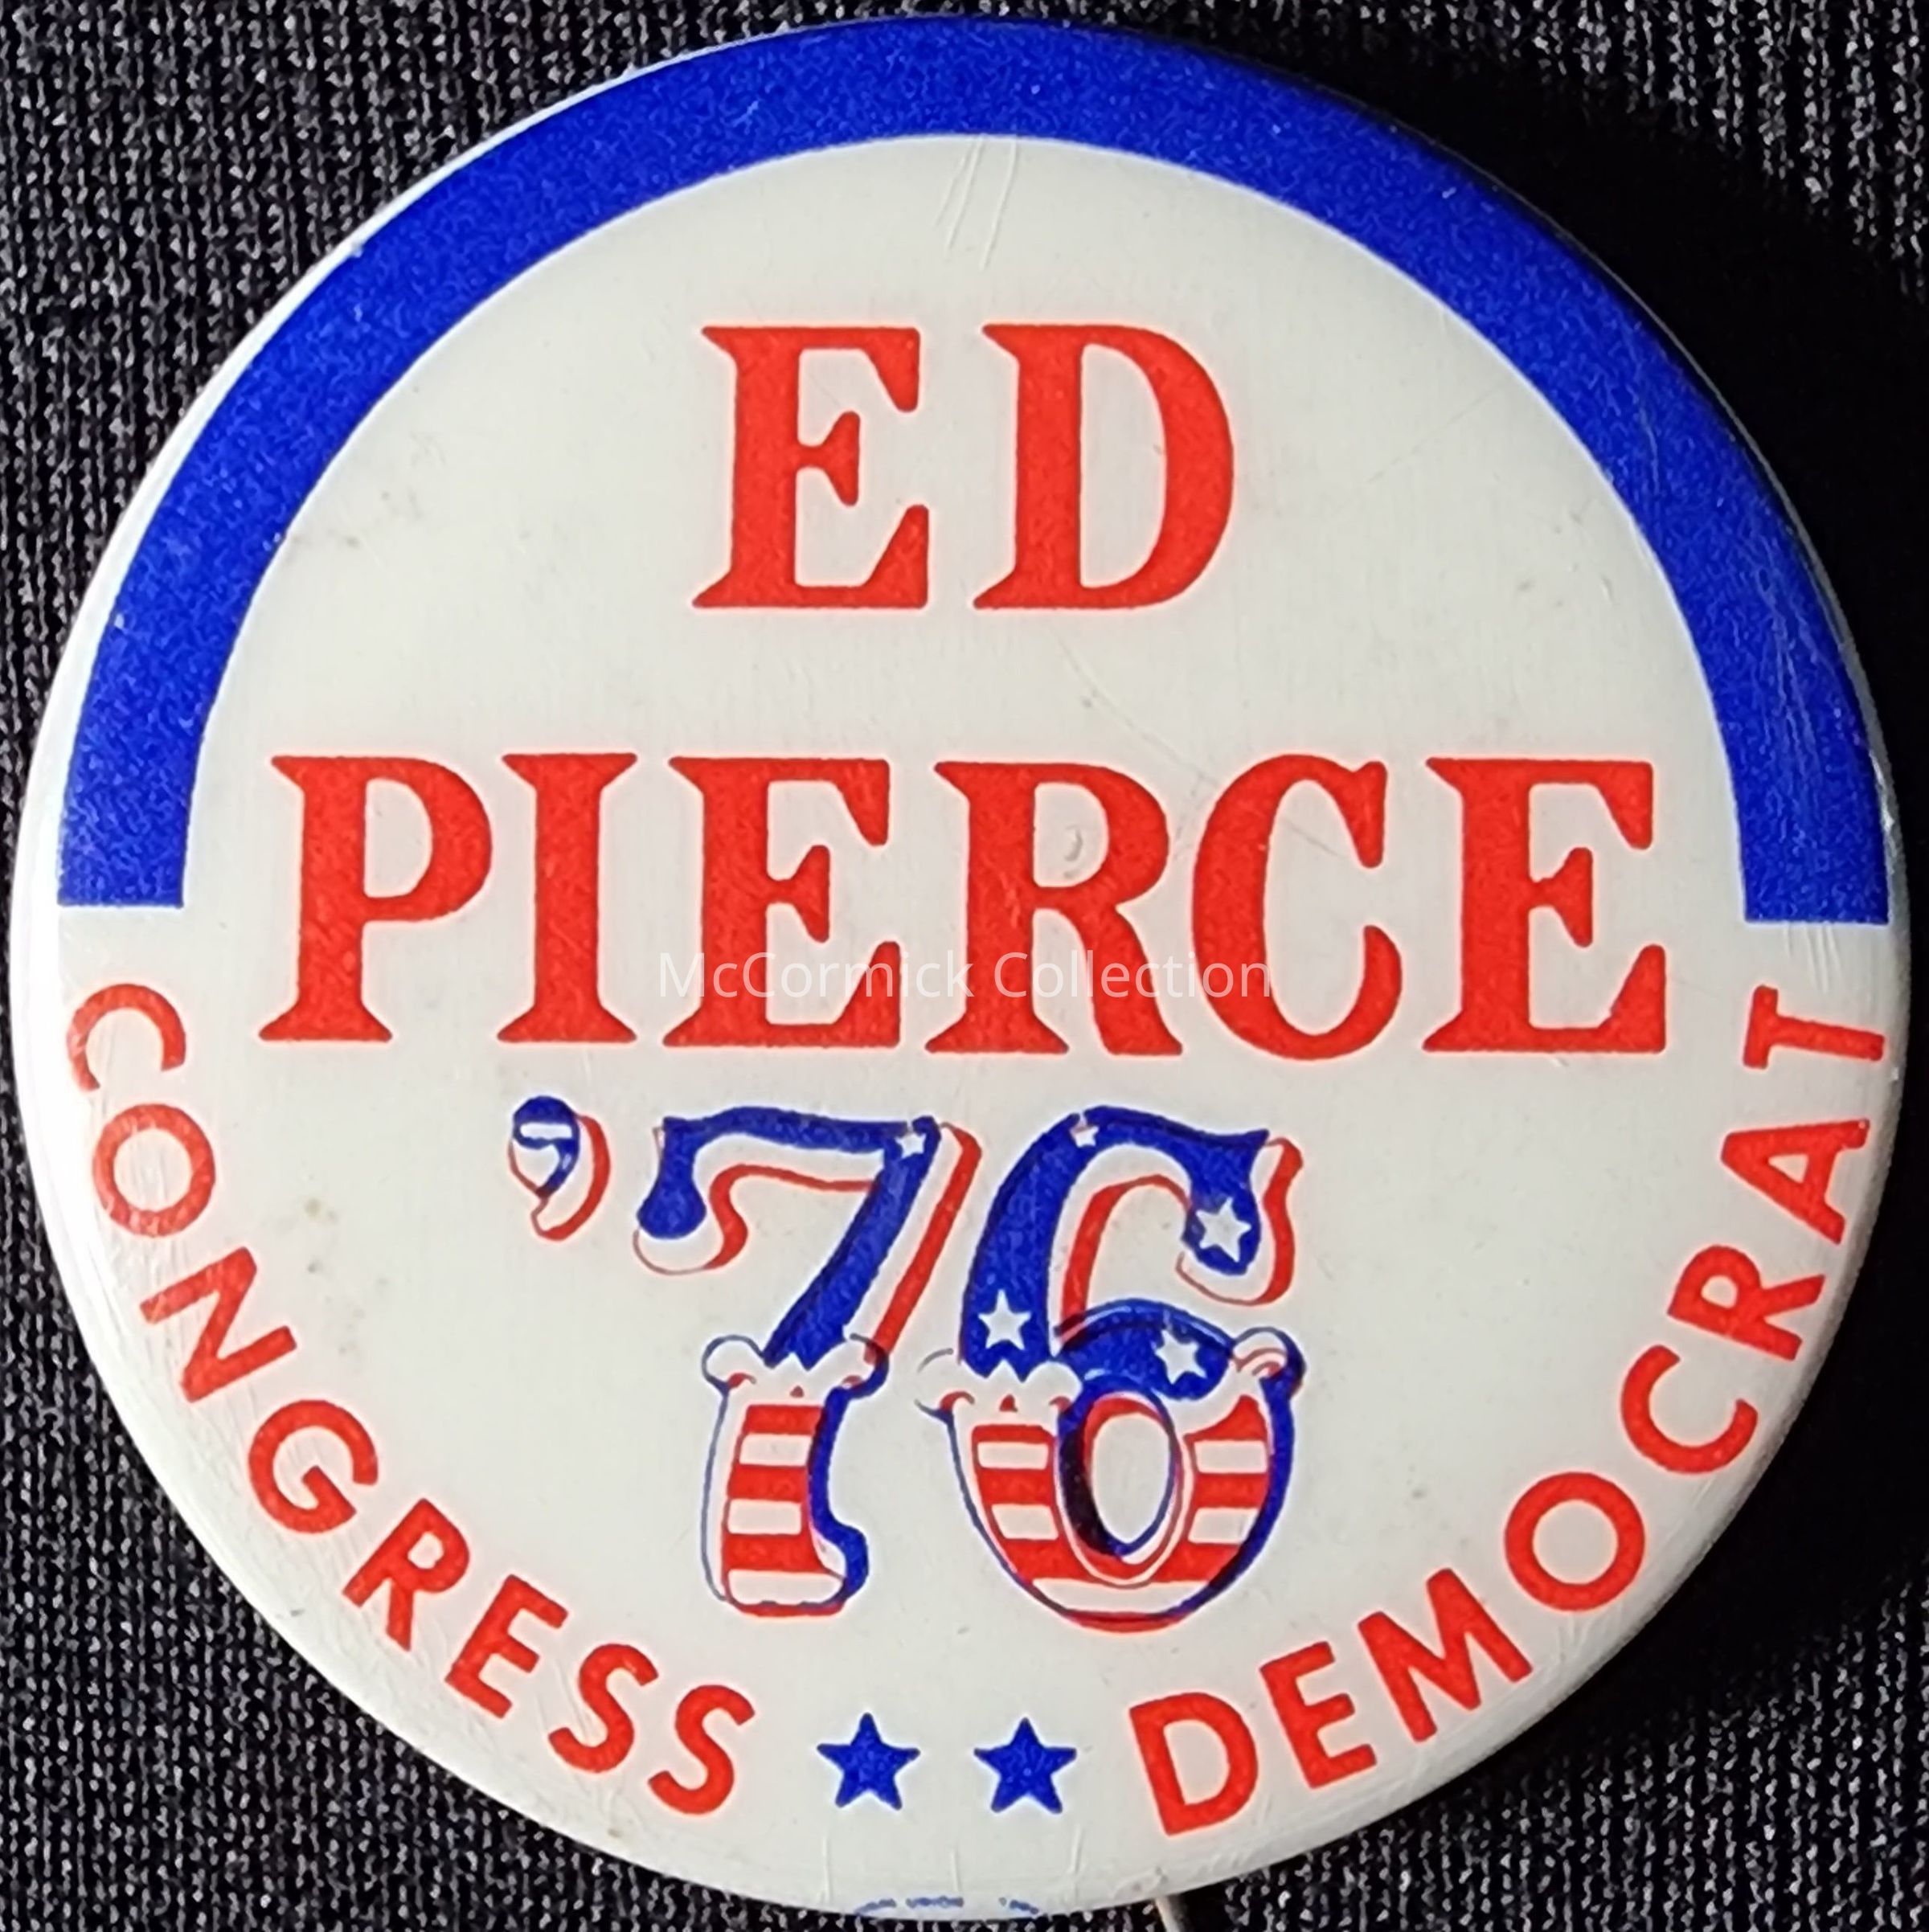 ED
PIERCE
'76
CONGRESS ★★ DEMOCRAT
McCormick Collection